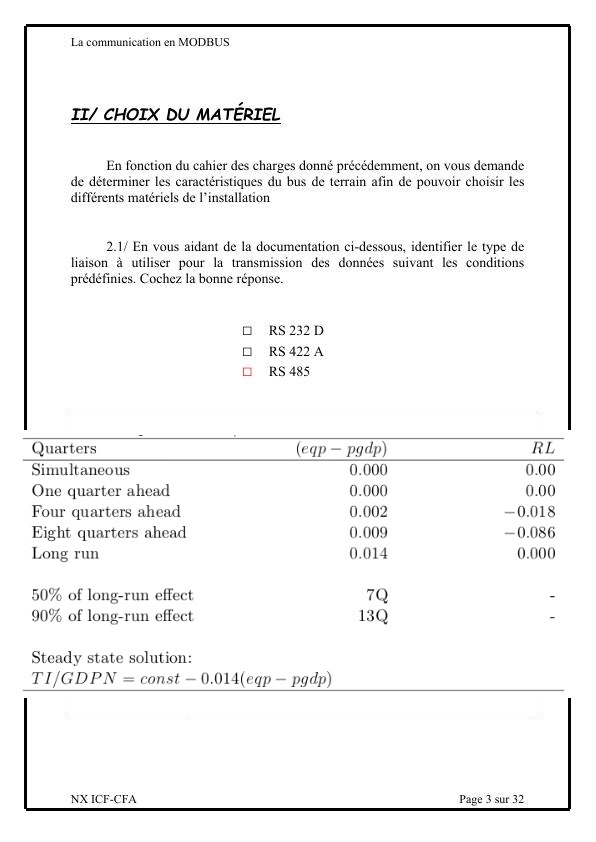 La communication en MODBUS
II/ CHOIX DU MATÉRIEL
En fonction du cahier des charges donné précédemment, on vous demande
de déterminer les caractéristiques du bus de terrain afin de pouvoir choisir les
différents matériels de l'installation
2.1/ En vous aidant de la documentation ci-dessous, identifier le type de
liaison à utiliser pour la transmission des données suivant les conditions
prédéfinies. Cochez la bonne réponse.
☐ RS 232 D
☐ RS 422 A
☐ RS 485
Quarters (eqp − pgdp) RL
Simultaneous 0.000 0.00
One quarter ahead 0.000 0.00
Four quarters ahead 0.002 −0.018
Eight quarters ahead 0.009 −0.086
Long run 0.014 0.000
50% of long-run effect 7Q -
90% of long-run effect 13Q -
Steady state solution:
TI/GDPN = const − 0.014(eqp − pgdp)
NX ICF-CFA Page 3 sur 32